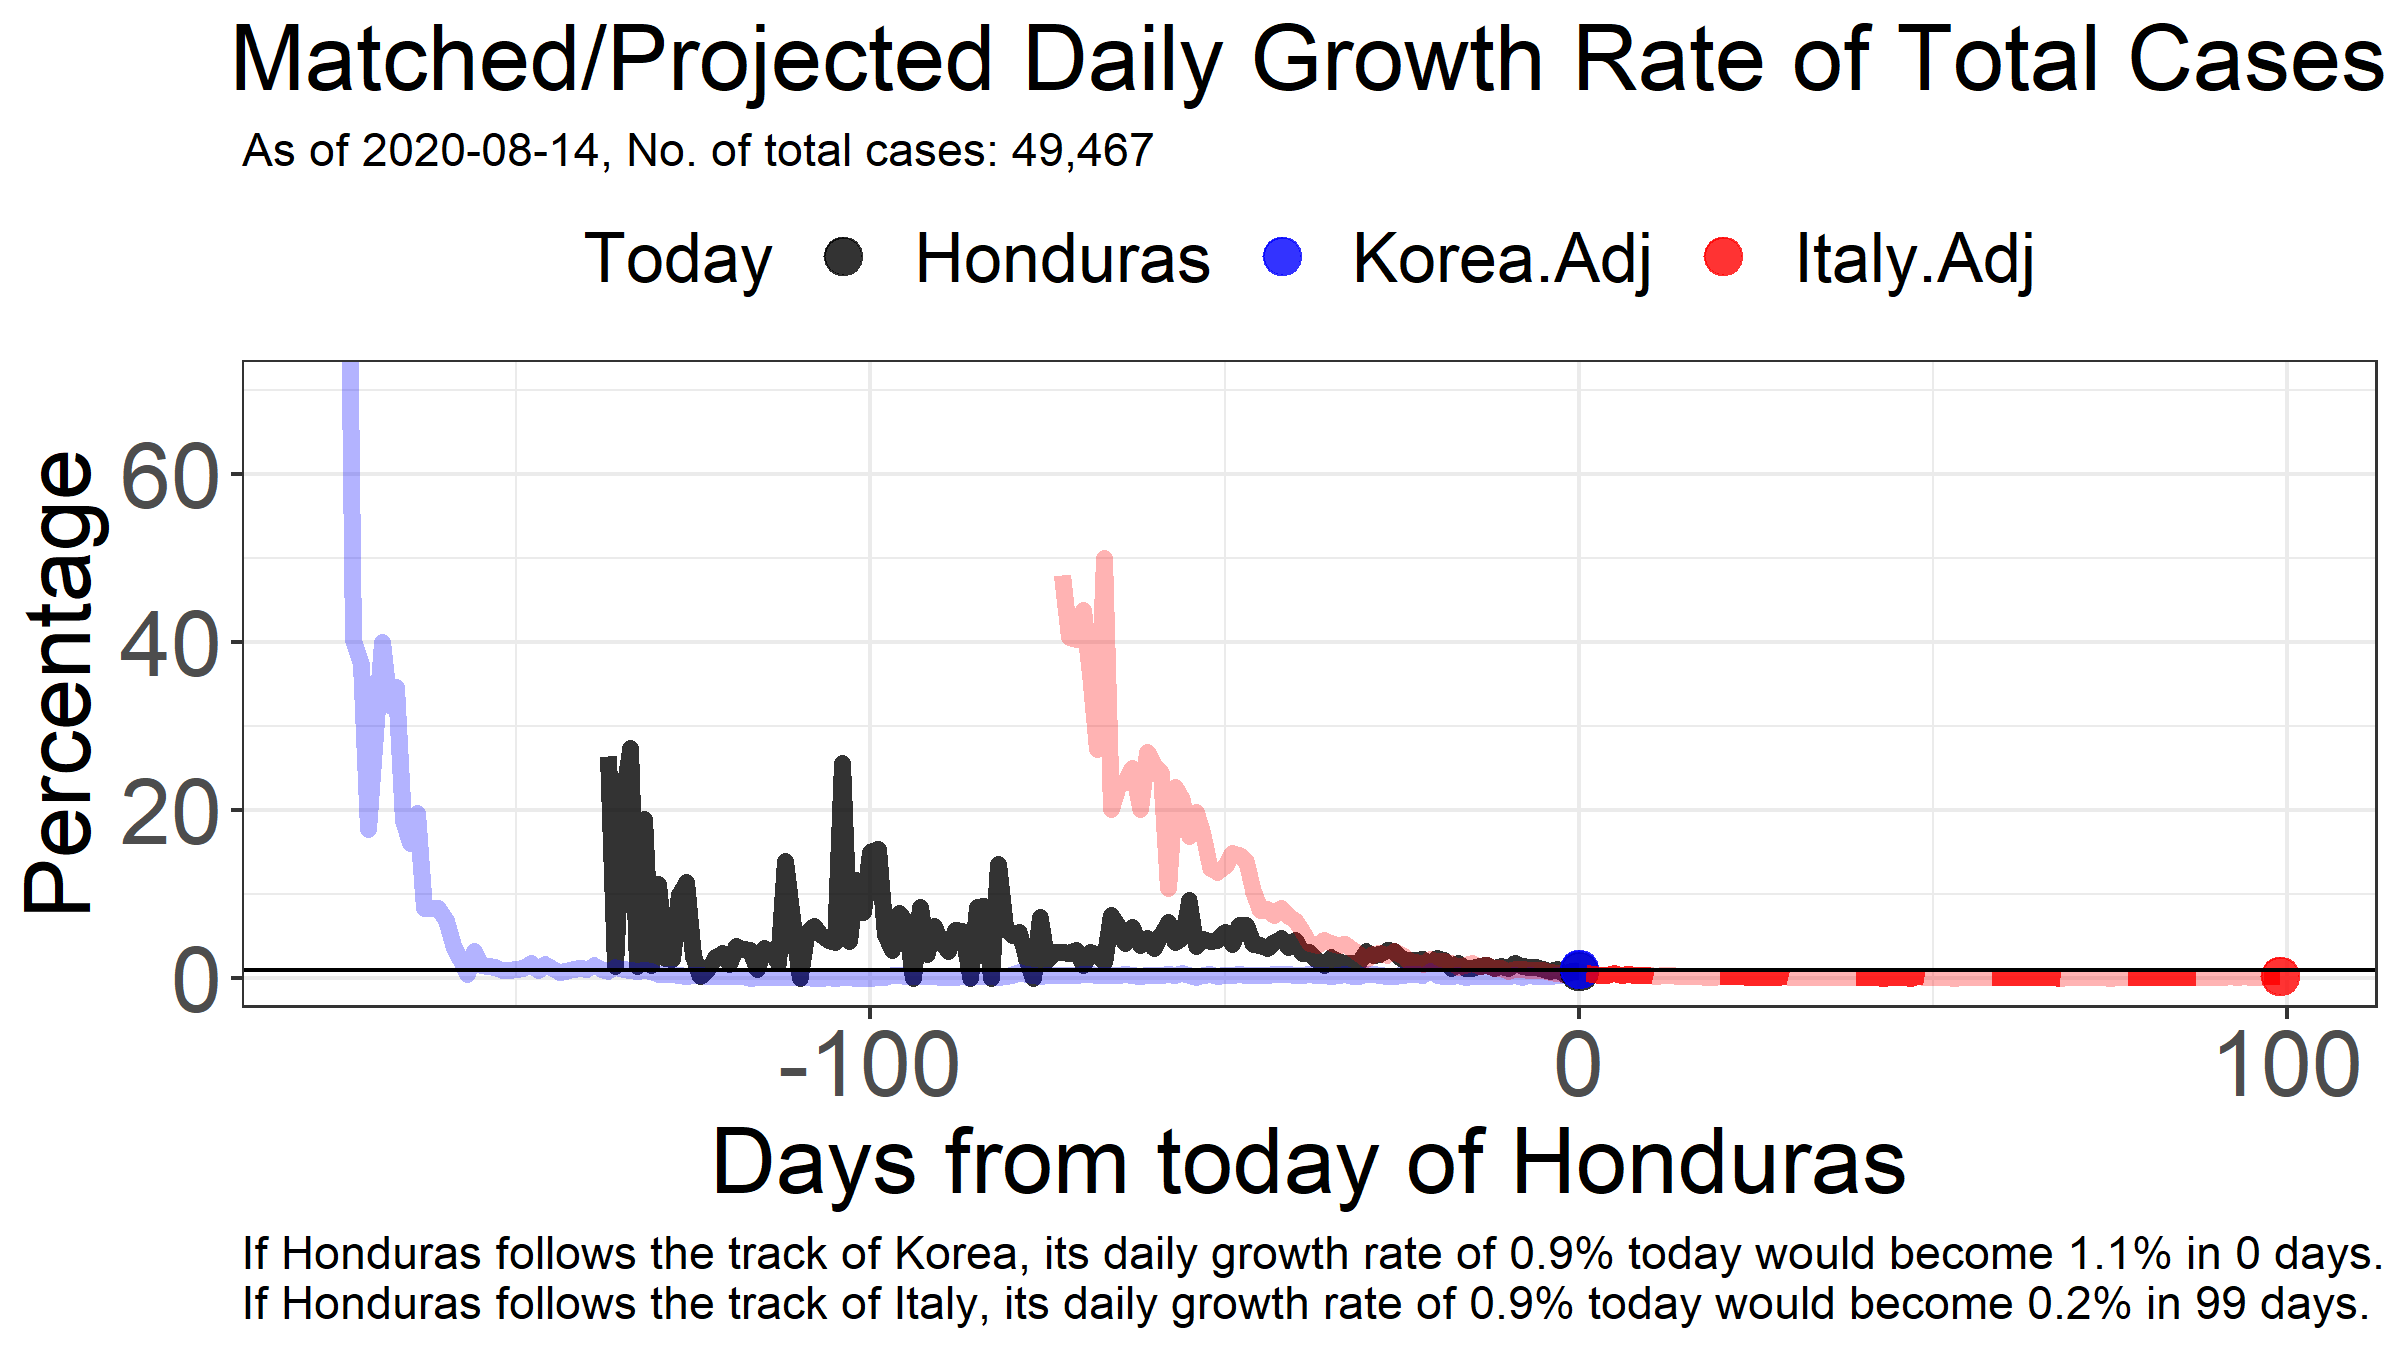 Matched/Projected Daily Growth Rate of Total Cases
As of 2020-08-14, No. of total cases: 49,467
Today Honduras Korea.Adj Italy.Adj
Percentage
60
40
20
0
-100 0 100
Days from today of Honduras
If Honduras follows the track of Korea, its daily growth rate of 0.9% today would become 1.1% in 0 days.
If Honduras follows the track of Italy, its daily growth rate of 0.9% today would become 0.2% in 99 days.